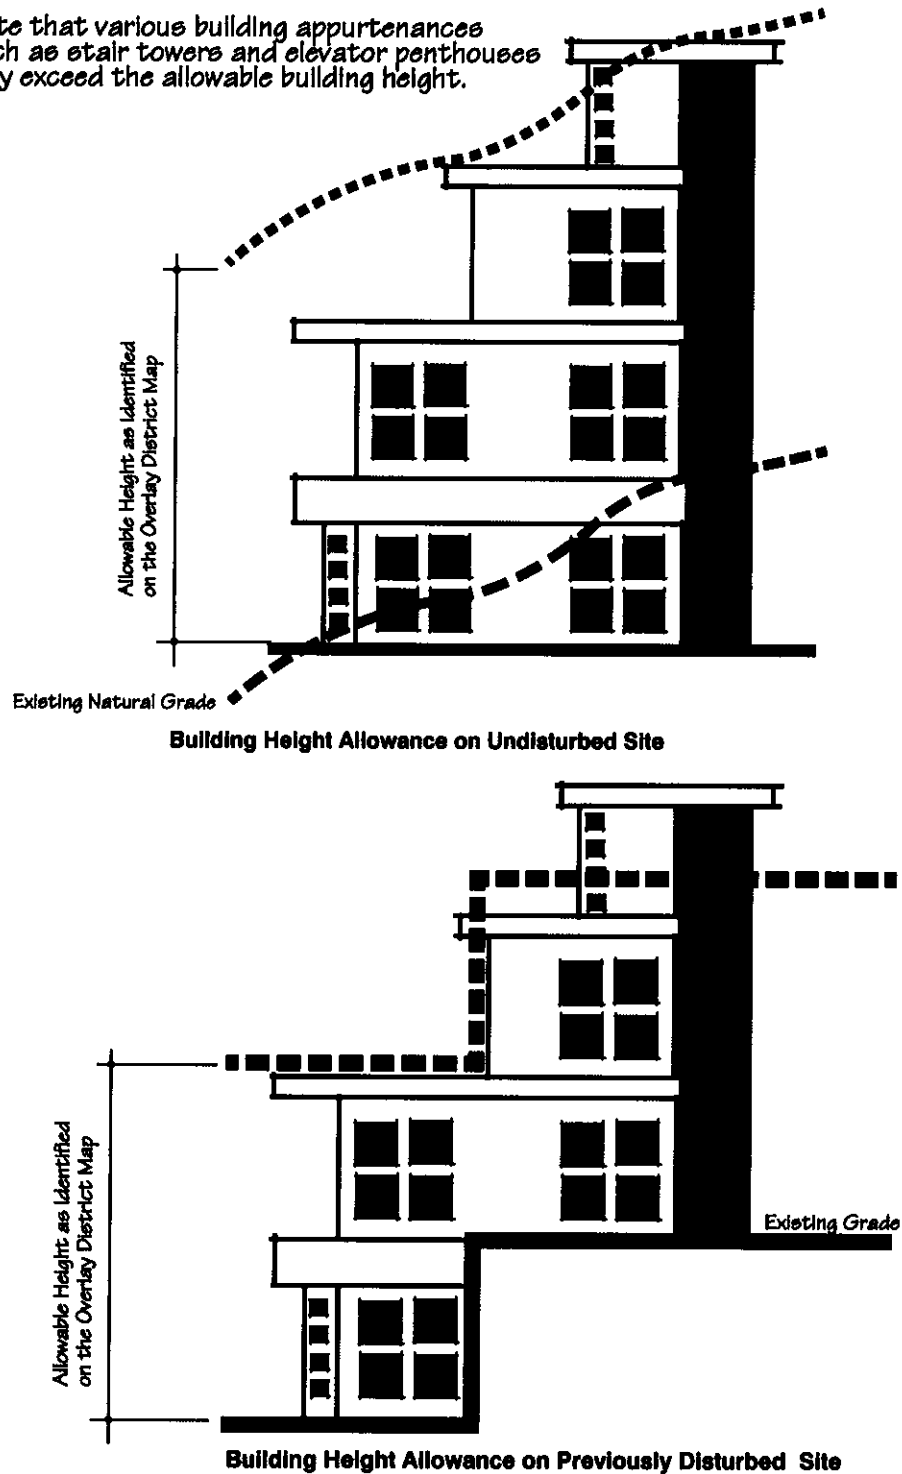 that various building appurtenances
as stair towers and elevator penthouses
exceed the allowable building height.
Allowable Height as Identified
on the Overlay District Map
Existing Natural Grade
Building Height Allowance on Undisturbed Site
Allowable Height as Identified
on the Overlay District Map
Existing Grade
Building Height Allowance on Previously Disturbed Site